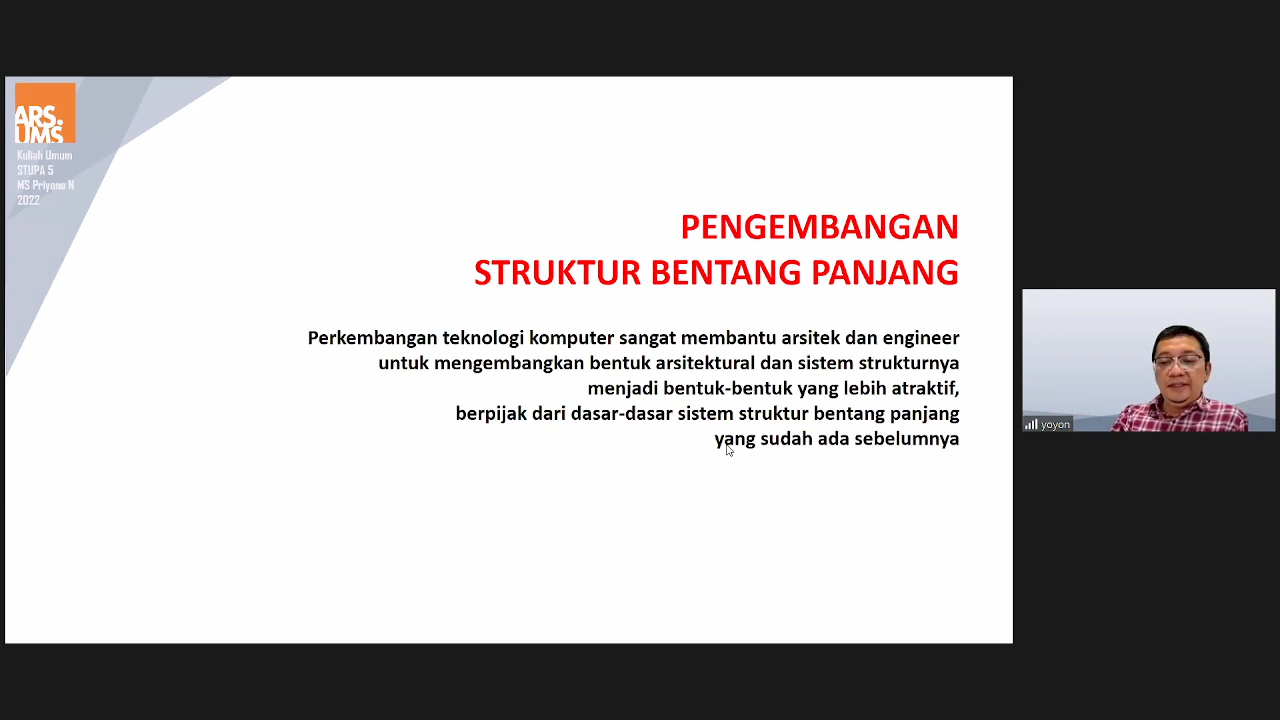 ARS.
UMS
Kuliah Umum
STUPA 5
MS Priyono N
2022
PENGEMBANGAN
STRUKTUR BENTANG PANJANG
Perkembangan teknologi komputer sangat membantu arsitek dan engineer
untuk mengembangkan bentuk arsitektural dan sistem strukturnya
menjadi bentuk-bentuk yang lebih atraktif,
berpijak dari dasar-dasar sistem struktur bentang panjang
yang sudah ada sebelumnya
yoyon